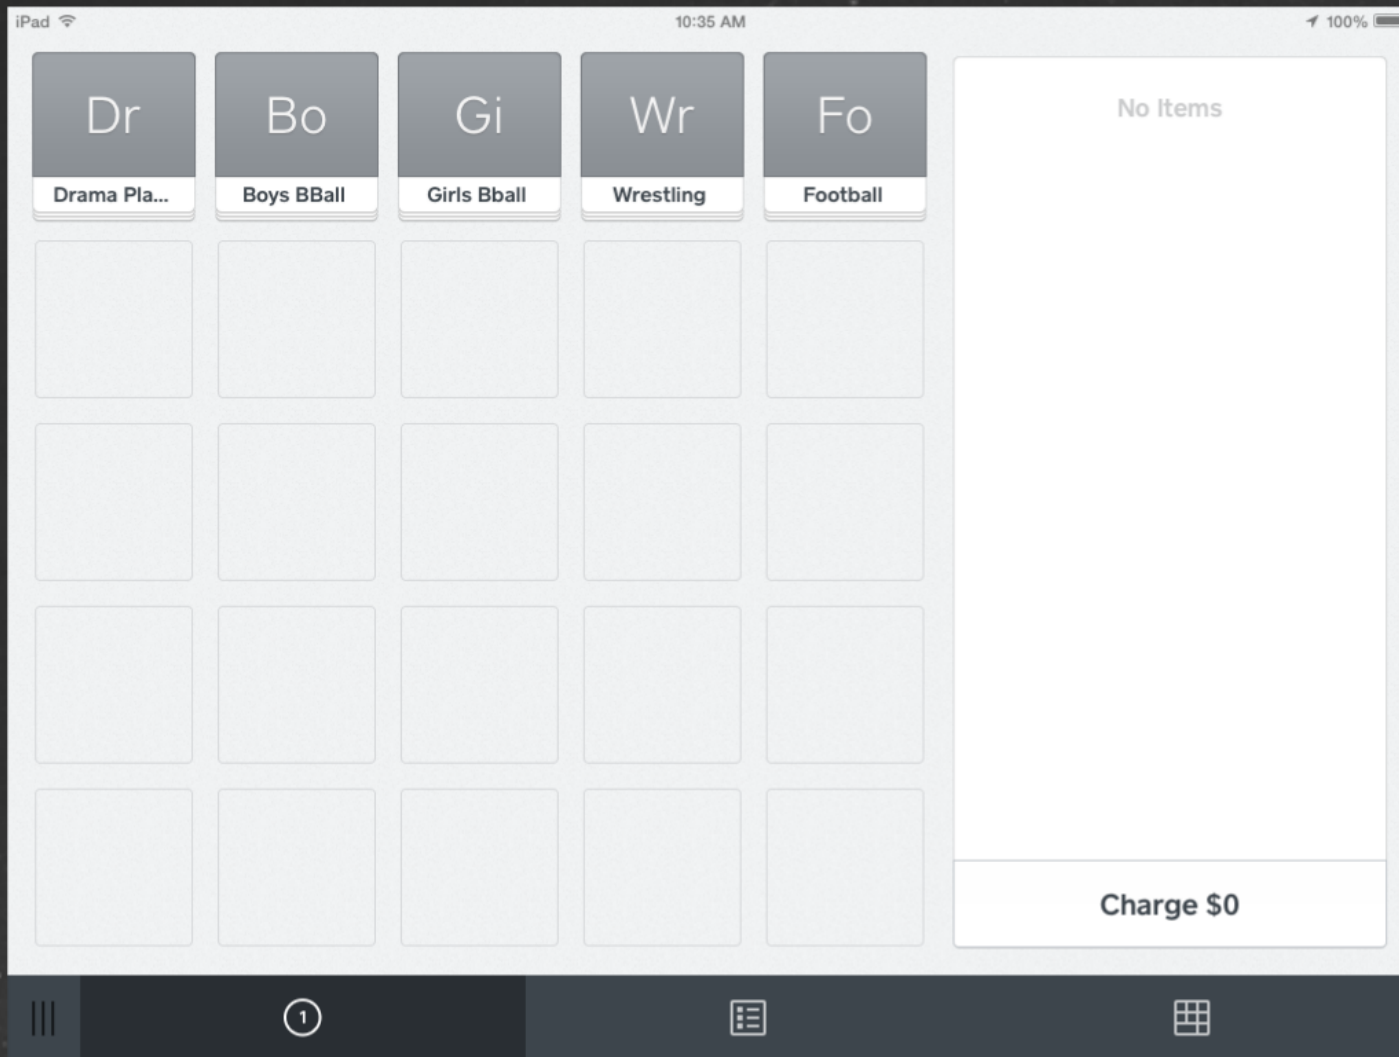 iPad 10:35 AM 100%
Dr Bo Gi Wr Fo
Drama Pla... Boys BBall Girls Bball Wrestling Football
No Items
Charge $0
1